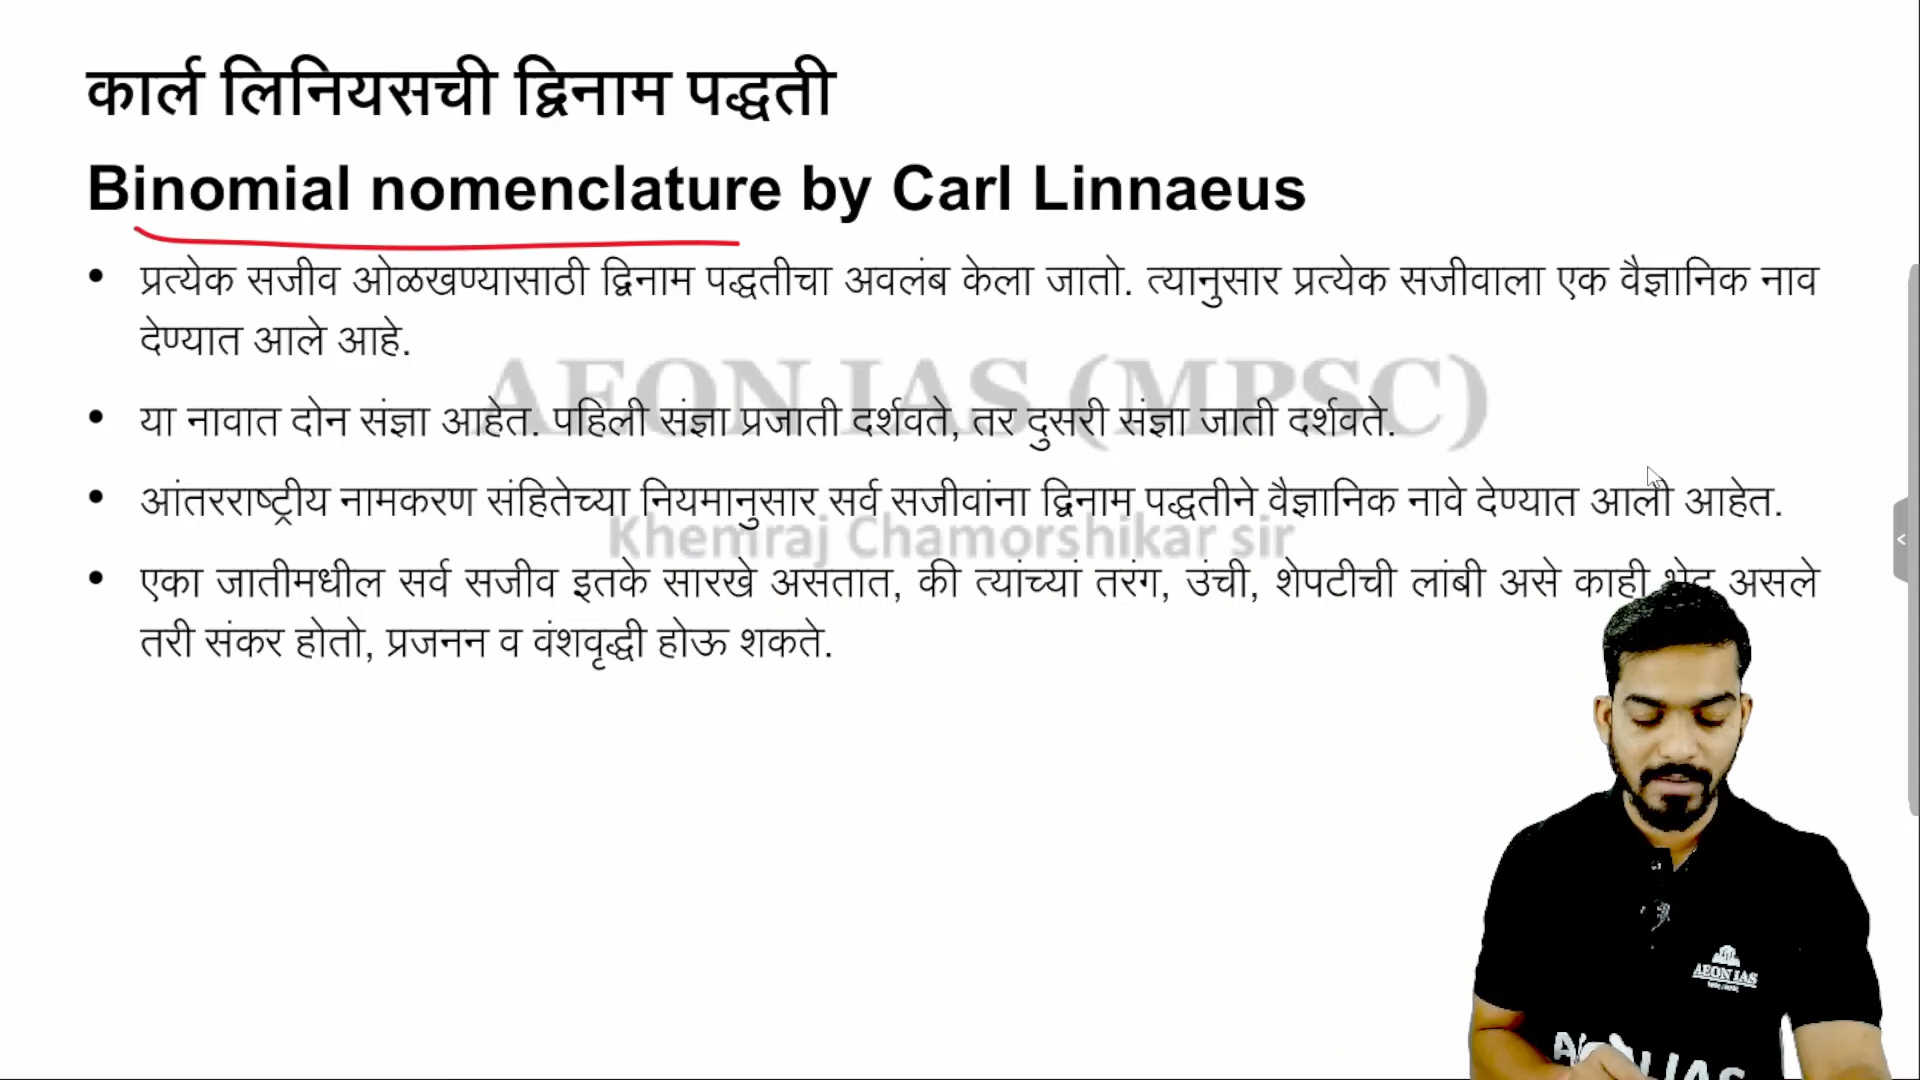 कार्ल लिनियसची द्विनाम पद्धती
Binomial nomenclature by Carl Linnaeus
• प्रत्येक सजीव ओळखण्यासाठी द्विनाम पद्धतीचा अवलंब केला जातो. त्यानुसार प्रत्येक सजीवाला एक वैज्ञानिक नाव
देण्यात आले आहे.
AEON IAS (MPSC)
• या नावात दोन संज्ञा आहेत. पहिली संज्ञा प्रजाती दर्शवते, तर दुसरी संज्ञा जाती दर्शवते.
• आंतरराष्ट्रीय नामकरण संहितेच्या नियमानुसार सर्व सजीवांना द्विनाम पद्धतीने वैज्ञानिक नावे देण्यात आली आहेत.
Khemraj Chamorshikar sir
• एका जातीमधील सर्व सजीव इतके सारखे असतात, की त्यांच्यां तरंग, उंची, शेपटीची लांबी असे काही भेद असले
तरी संकर होतो, प्रजनन व वंशवृद्धी होऊ शकते.
AEON IAS